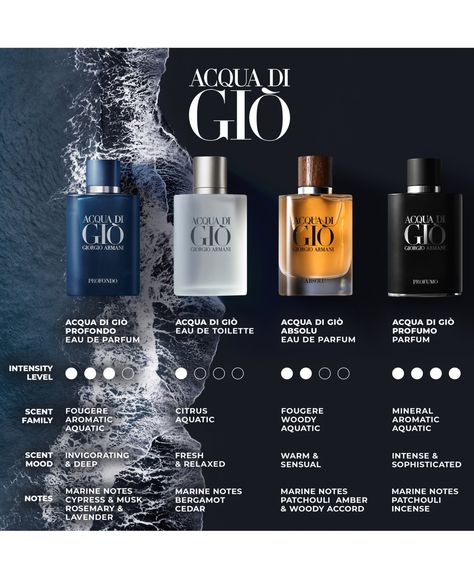 ACQUA DI
GIÒ
ACQUA DI
GIÒ
GIORGIO ARMANI
PROFONDO
ACQUA DI
GIÒ
GIORGIO ARMANI
ACQUA DI
GIÒ
GIORGIO ARMANI
ABSOLU
ACQUA DI
GIÒ
GIORGIO ARMANI
PROFUMO
ACQUA DI GIÒ
PROFONDO
EAU DE PARFUM
ACQUA DI GIÒ
EAU DE TOILETTE
ACQUA DI GIÒ
ABSOLU
EAU DE PARFUM
ACQUA DI GIÒ
PROFUMO
PARFUM
INTENSITY
LEVEL
SCENT
FAMILY
FOUGERE
AROMATIC
AQUATIC
CITRUS
AQUATIC
FOUGERE
WOODY
AQUATIC
MINERAL
AROMATIC
AQUATIC
SCENT
MOOD
INVIGORATING
& DEEP
FRESH
& RELAXED
WARM &
SENSUAL
INTENSE &
SOPHISTICATED
NOTES
MARINE NOTES
CYPRESS & MUSK
ROSEMARY &
LAVENDER
MARINE NOTES
BERGAMOT
CEDAR
MARINE NOTES
PATCHOULI AMBER
& WOODY ACCORD
MARINE NOTES
PATCHOULI
INCENSE